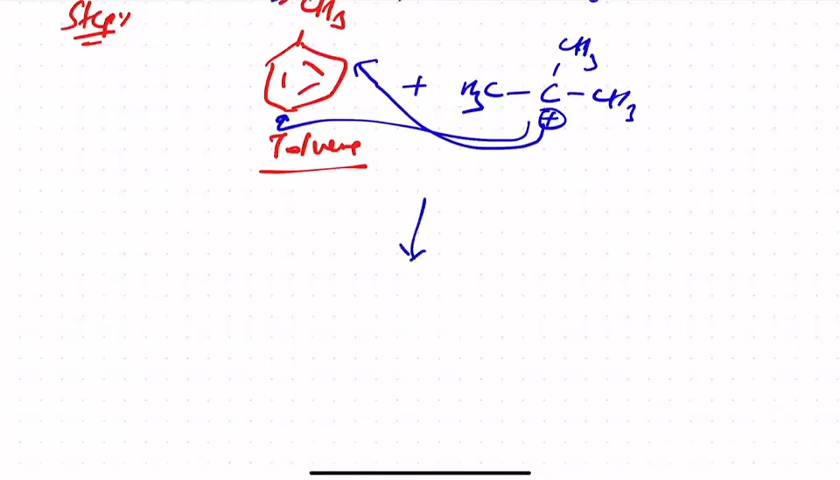 Step:
CH3
CH3
+ H3C-C-CH3
+
Toluene